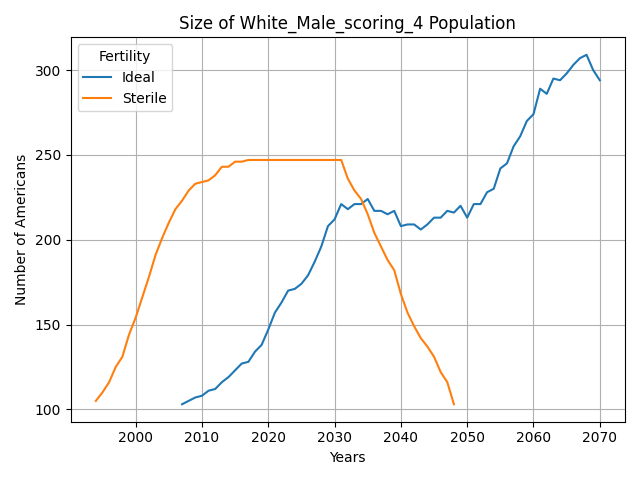 Size of White_Male_scoring_4 Population
Fertility
Ideal
Sterile
Number of Americans
300
250
200
150
100
2000 2010 2020 2030 2040 2050 2060 2070
Years